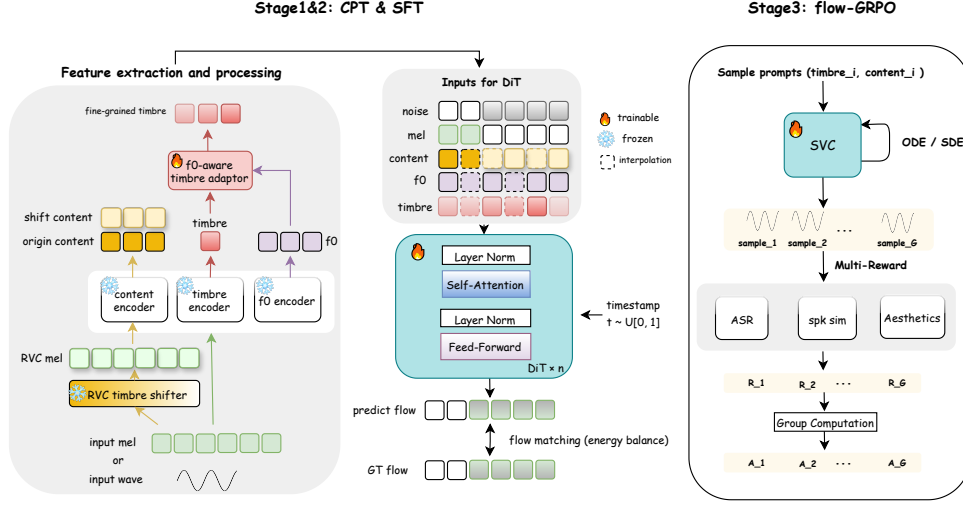 Stage1&2: CPT & SFT
Feature extraction and processing
fine-grained timbre
f0-aware
timbre adaptor
shift content
origin content
timbre
f0
content
encoder
timbre
encoder
f0 encoder
RVC mel
RVC timbre shifter
input mel
or
input wave
Inputs for DiT
noise
mel
content
f0
timbre
trainable
frozen
interpolation
Layer Norm
Self-Attention
Layer Norm
Feed-Forward
DiT × n
timestamp
t ~ U[0, 1]
predict flow
flow matching (energy balance)
GT flow
Stage3: flow-GRPO
Sample prompts (timbre_i, content_i )
SVC
ODE / SDE
sample_1 sample_2 ... sample_G
Multi-Reward
ASR
spk sim
Aesthetics
R_1 R_2 ... R_G
Group Computation
A_1 A_2 ... A_G